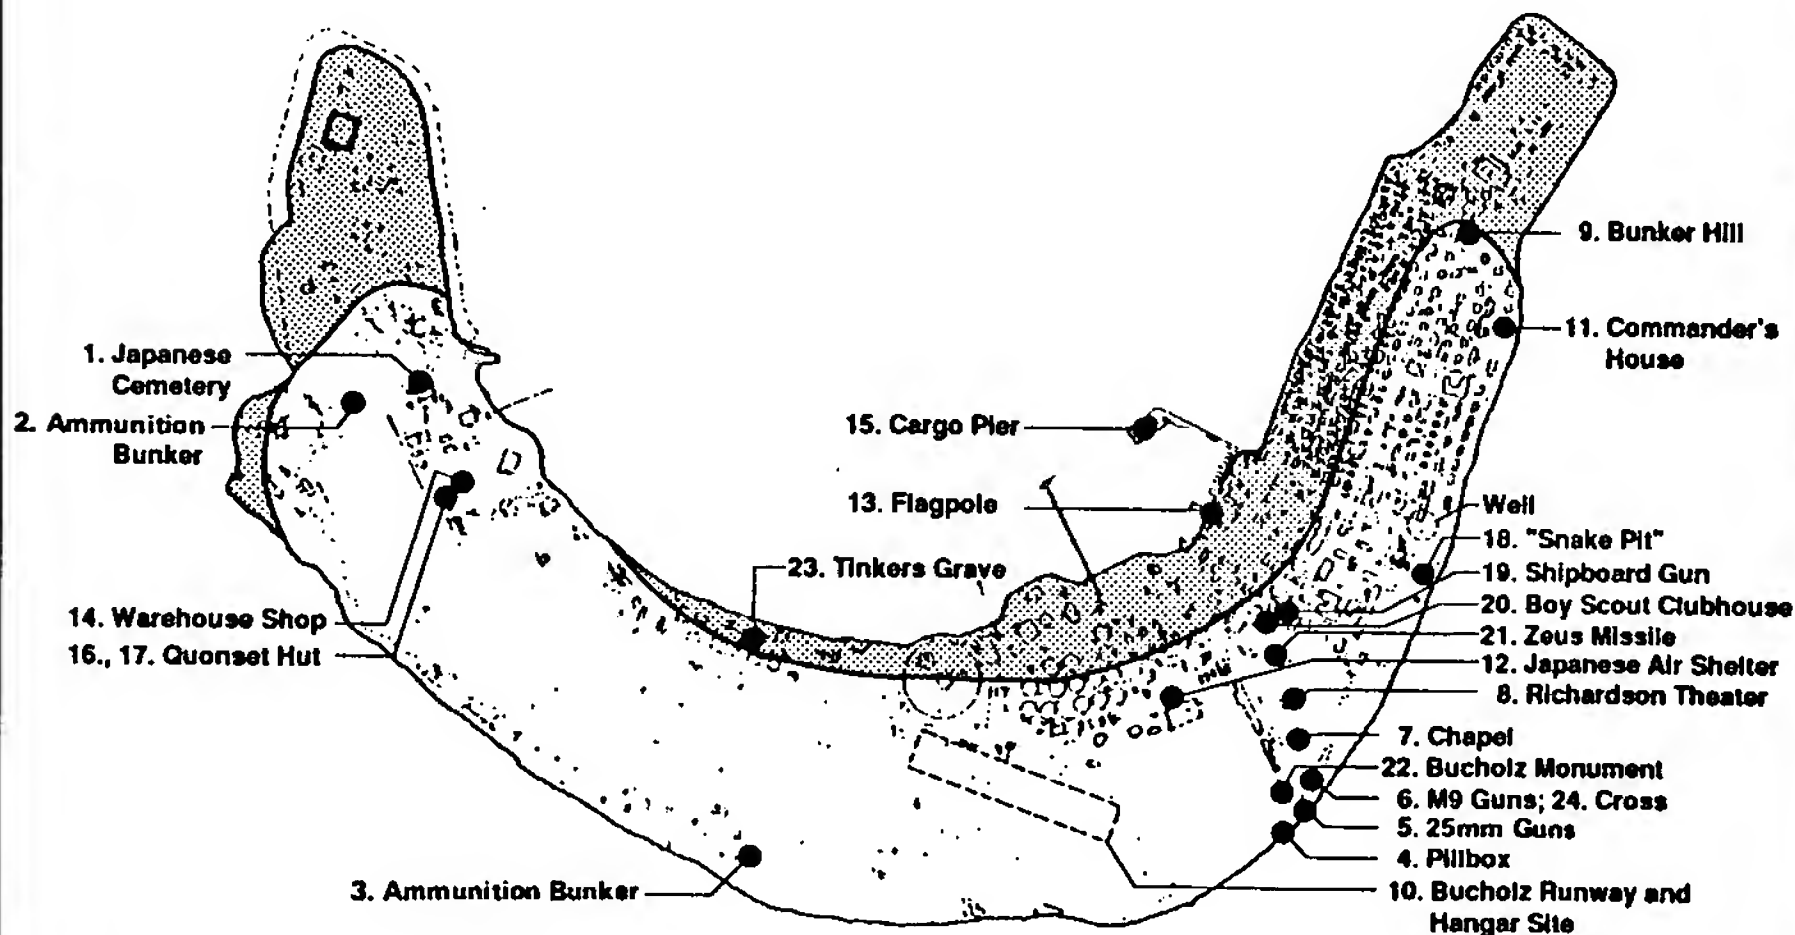 1. Japanese
Cemetery
2. Ammunition
Bunker
14. Warehouse Shop
16., 17. Quonset Hut
3. Ammunition Bunker
23. Tinkers Grave
15. Cargo Pier
13. Flagpole
9. Bunker Hill
11. Commander's
House
Well
18. "Snake Pit"
19. Shipboard Gun
20. Boy Scout Clubhouse
21. Zeus Missile
12. Japanese Air Shelter
8. Richardson Theater
7. Chapel
22. Bucholz Monument
6. M9 Guns; 24. Cross
5. 25mm Guns
4. Pillbox
10. Bucholz Runway and
Hangar Site